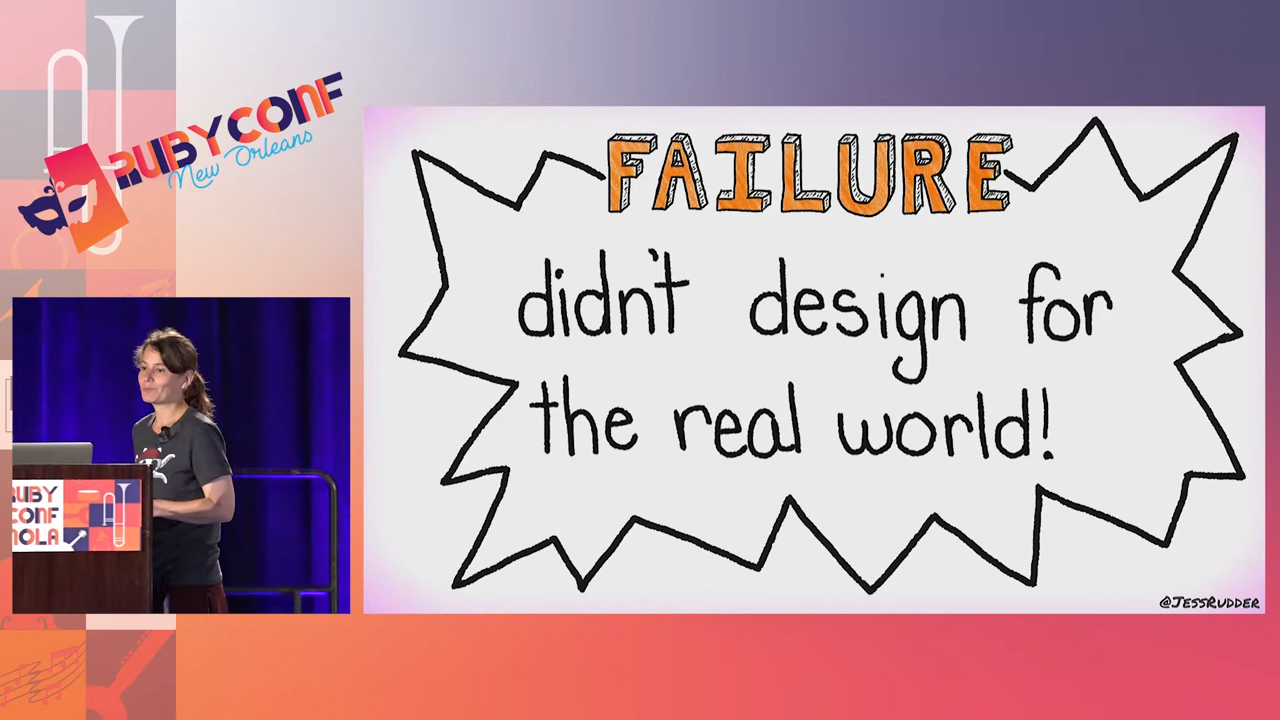 RUBYCONF
New Orleans
FAILURE
didn't design for
the real world!
@JESSRUDDER
RUBY
CONF
NOLA